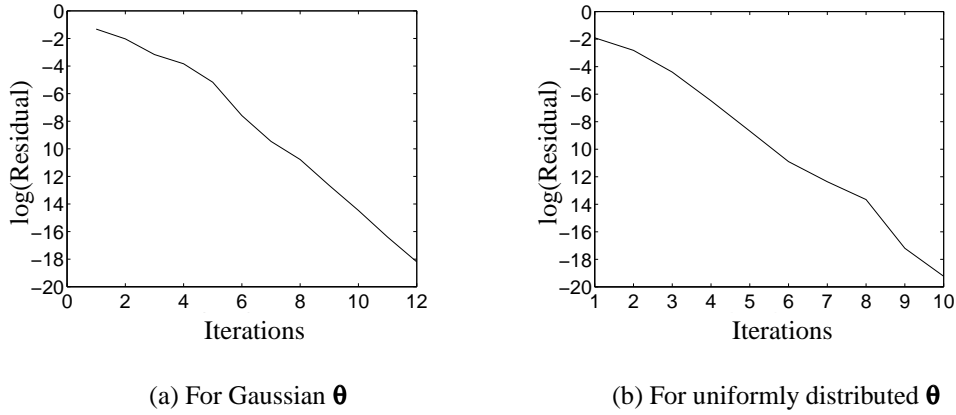 0
−2
−4
−6
−8
10
12
14
−16
−18
−20
log(Residual)
0 2 4 6 8 10 12
Iterations
(a) For Gaussian θ
0
−2
−4
−6
−8
10
12
14
−16
−18
−20
log(Residual)
1 2 3 4 5 6 7 8 9 10
Iterations
(b) For uniformly distributed θ